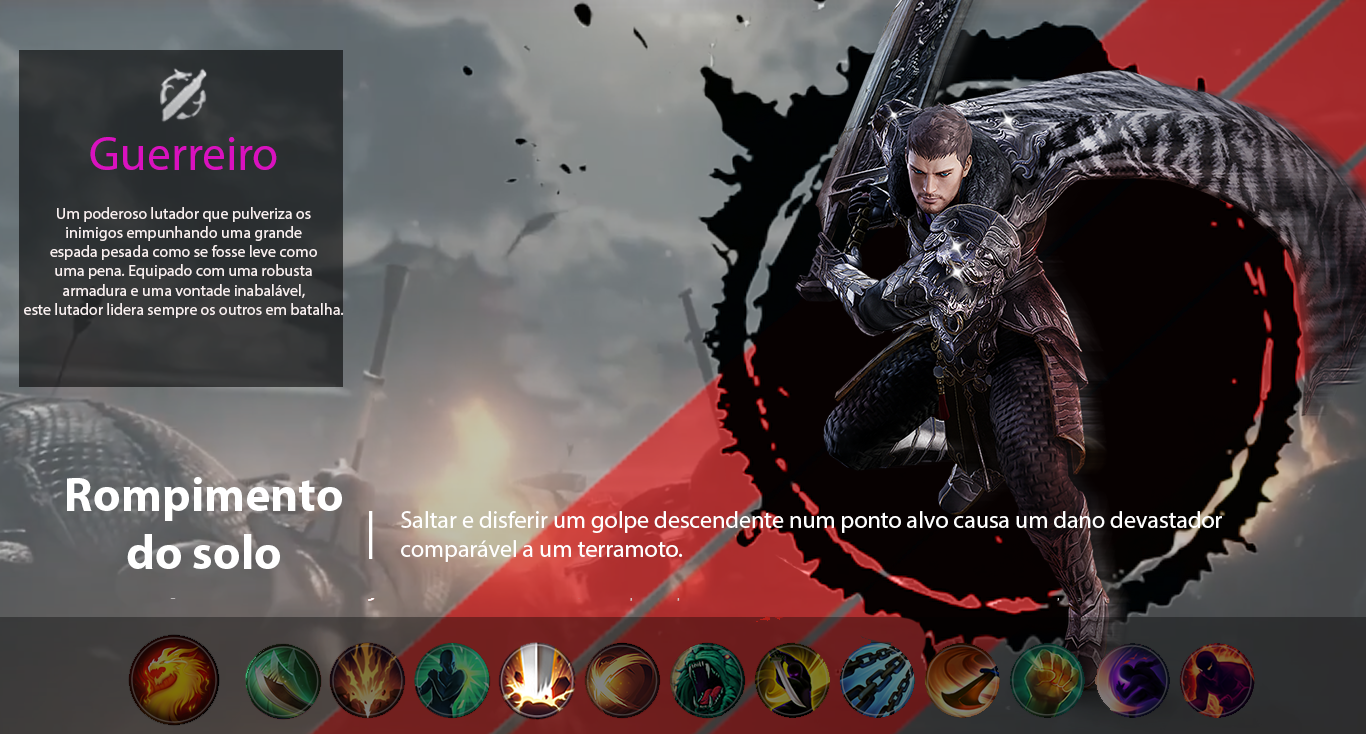 Guerreiro
Um poderoso lutador que pulveriza os
inimigos empunhando uma grande
espada pesada como se fosse leve como
uma pena. Equipado com uma robusta
armadura e uma vontade inabalável,
este lutador lidera sempre os outros em batalha.
Rompimento
do solo
Saltar e disferir um golpe descendente num ponto alvo causa um dano devastador
comparável a um terramoto.